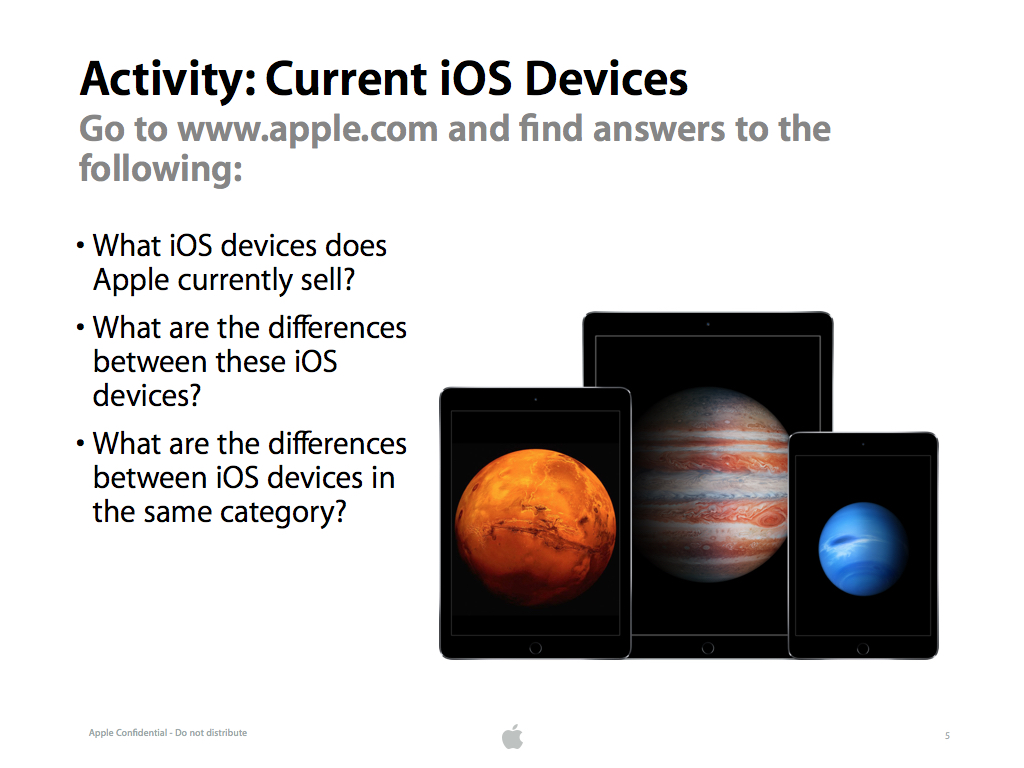 Activity: Current iOS Devices
Go to www.apple.com and find answers to the
following:
• What iOS devices does
Apple currently sell?
• What are the differences
between these iOS
devices?
• What are the differences
between iOS devices in
the same category?
Apple Confidential - Do not distribute
5